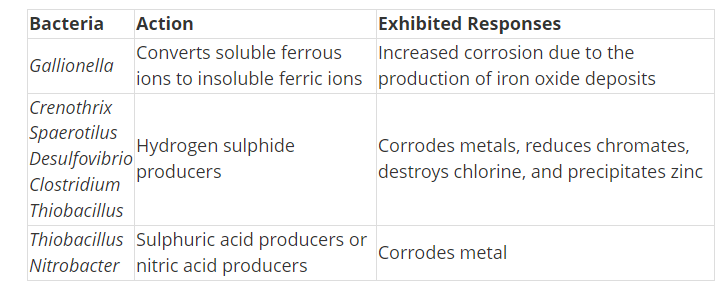 Bacteria Action Exhibited Responses
Gallionella
Converts soluble ferrous
ions to insoluble ferric ions
Increased corrosion due to the
production of iron oxide deposits
Crenothrix
Spaerotilus
Desulfovibrio
Clostridium
Thiobacillus
Hydrogen sulphide
producers
Corrodes metals, reduces chromates,
destroys chlorine, and precipitates zinc
Thiobacillus
Nitrobacter
Sulphuric acid producers or
nitric acid producers
Corrodes metal